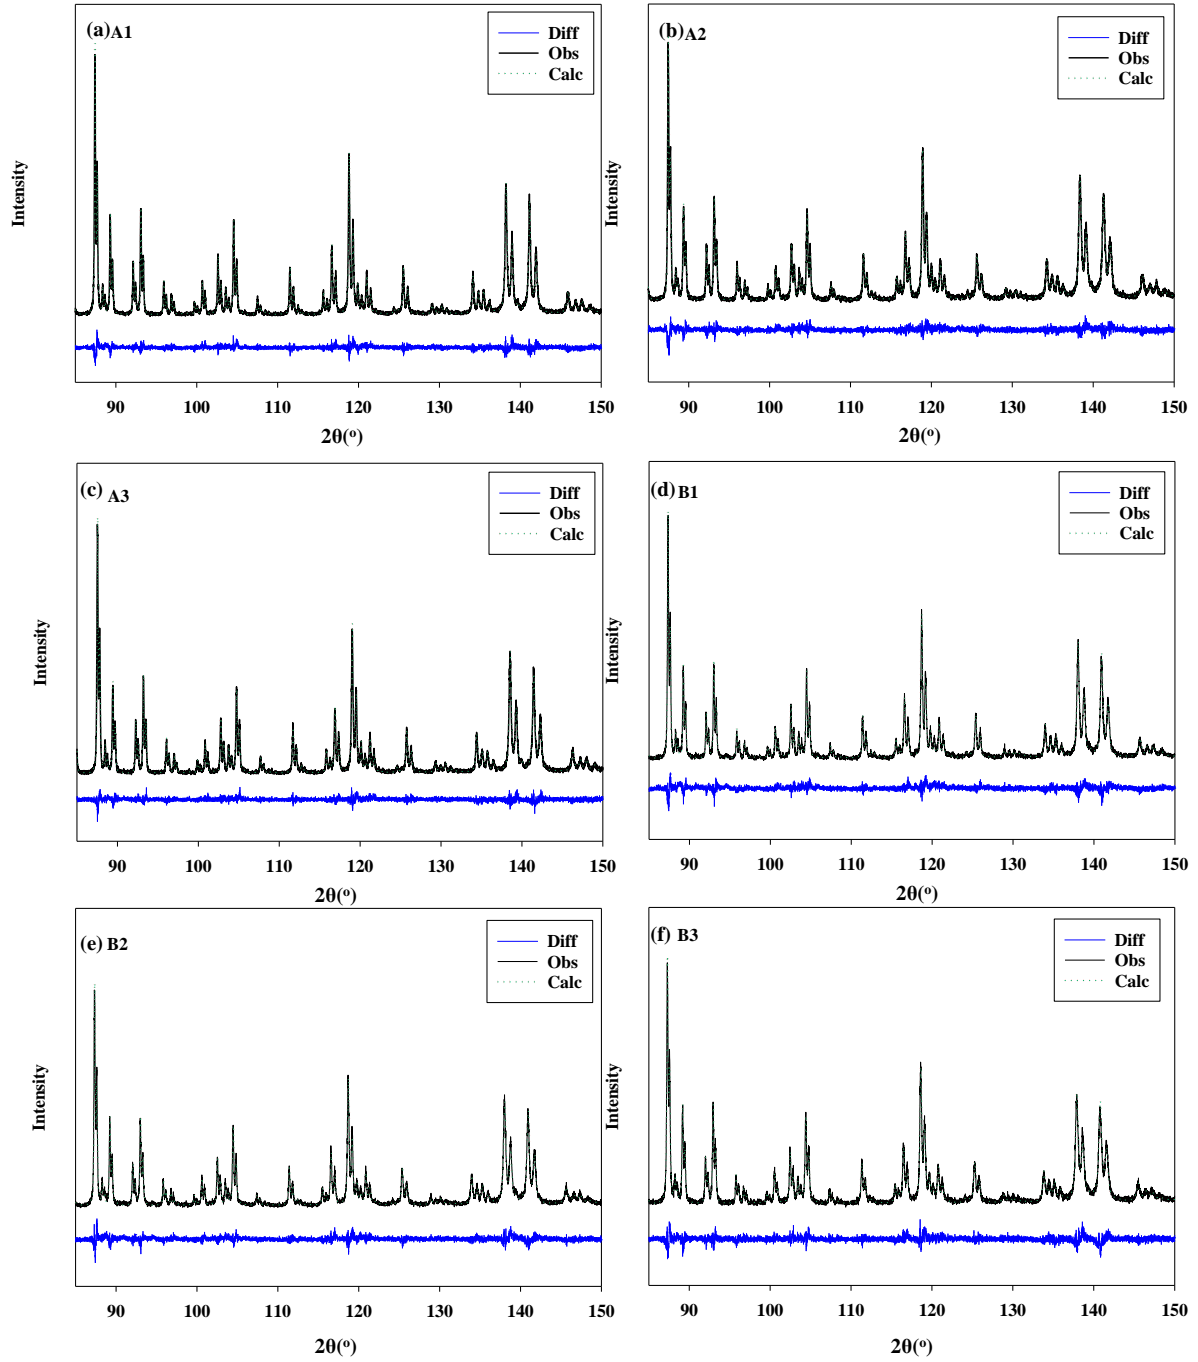 (a) A1
Diff
Obs
Calc
Intensity
90 100 110 120 130 140 150
2θ(o)
(b) A2
Diff
Obs
Calc
Intensity
90 100 110 120 130 140 150
2θ(o)
(c) A3
Diff
Obs
Calc
Intensity
90 100 110 120 130 140 150
2θ(o)
(d) B1
Diff
Obs
Calc
Intensity
90 100 110 120 130 140 150
2θ(o)
(e) B2
Diff
Obs
Calc
Intensity
90 100 110 120 130 140 150
2θ(o)
(f) B3
Diff
Obs
Calc
Intensity
90 100 110 120 130 140 150
2θ(o)